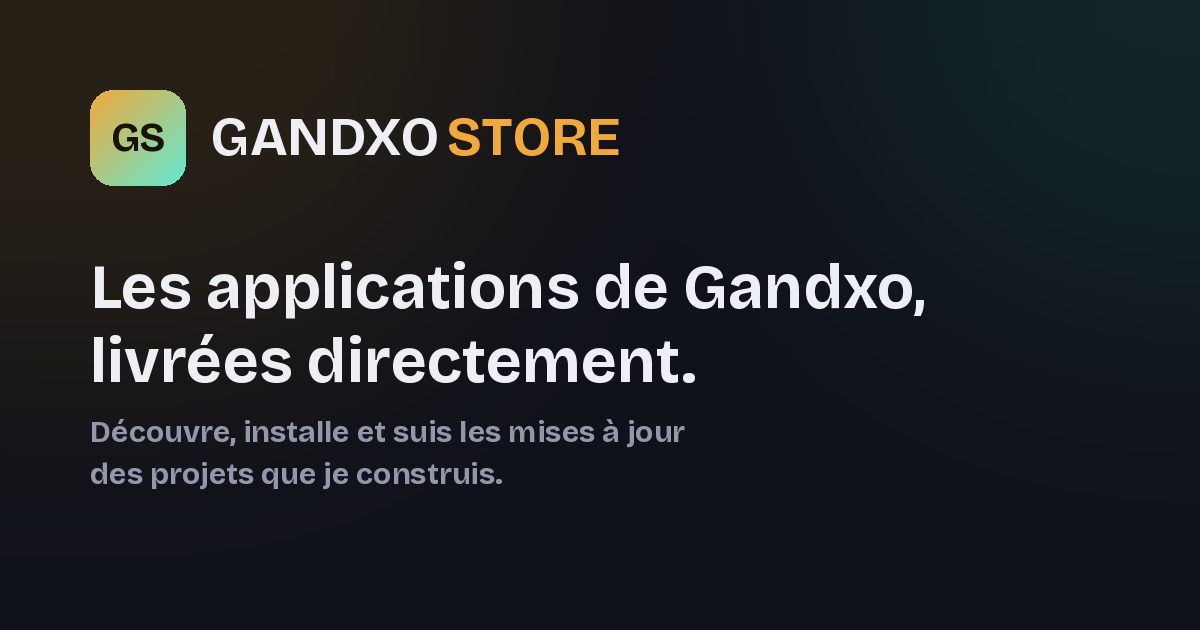 GS
GANDXO STORE
Les applications de Gandxo,
livrées directement.
Découvre, installe et suis les mises à jour
des projets que je construis.